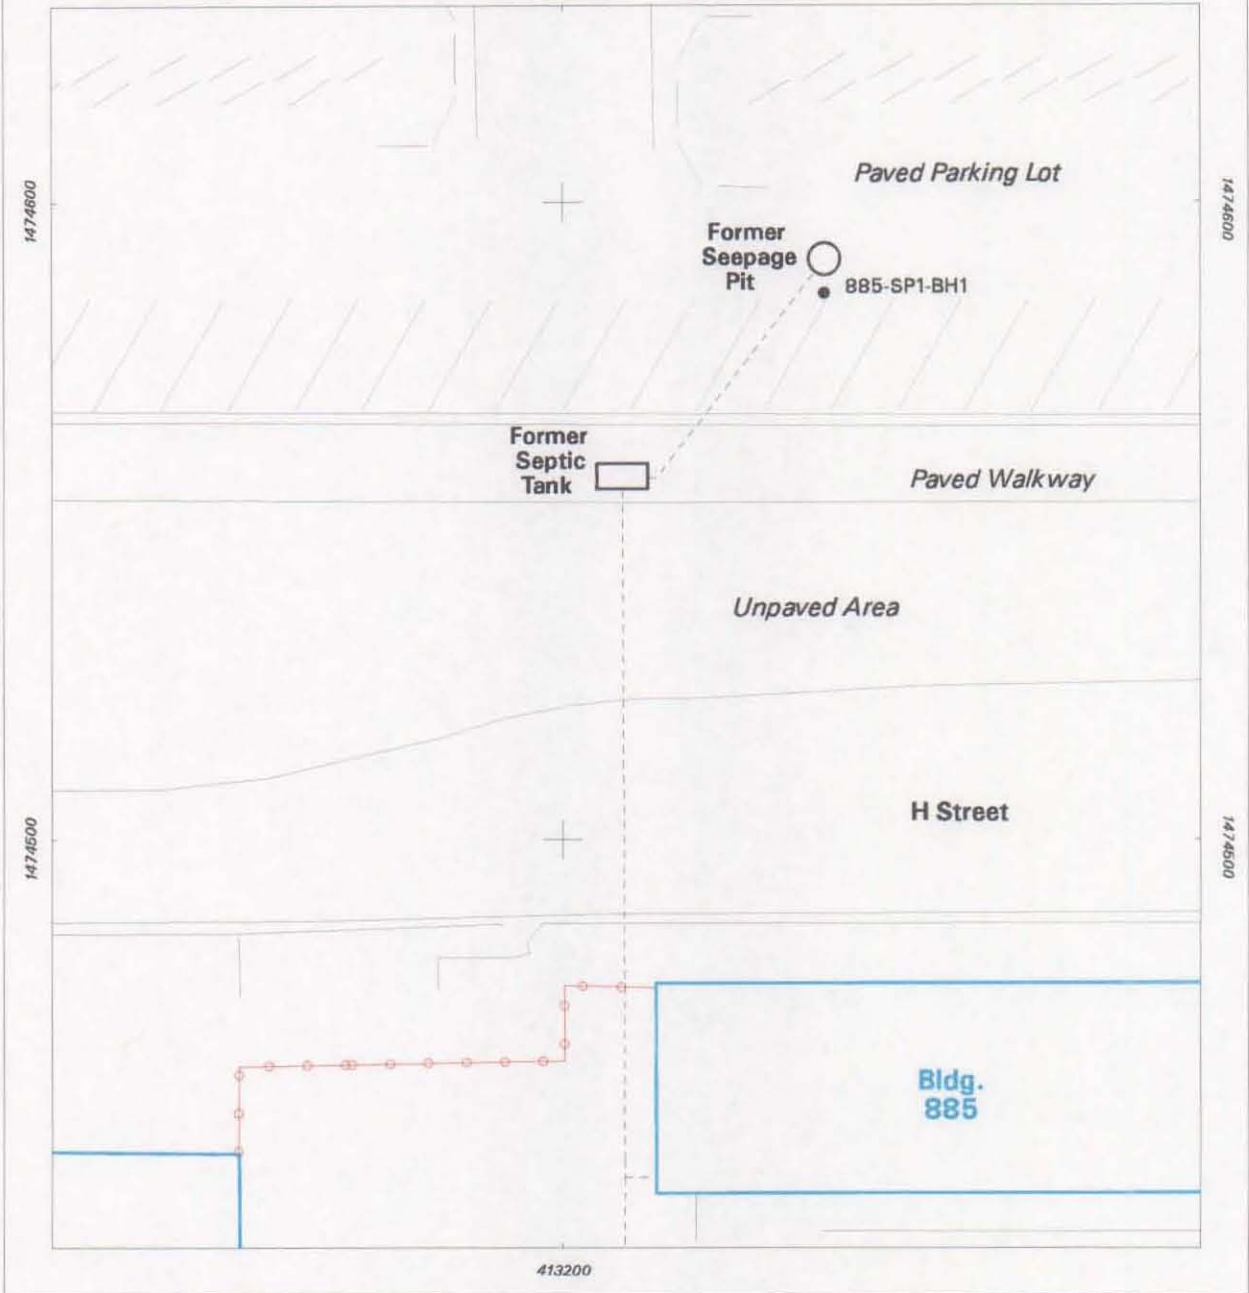 Paved Parking Lot
1474600
1474600
Former
Seepage
Pit
885-SP1-BH1
Former
Septic
Tank
Paved Walkway
Unpaved Area
H Street
1474500
1474500
Bldg.
885
413200